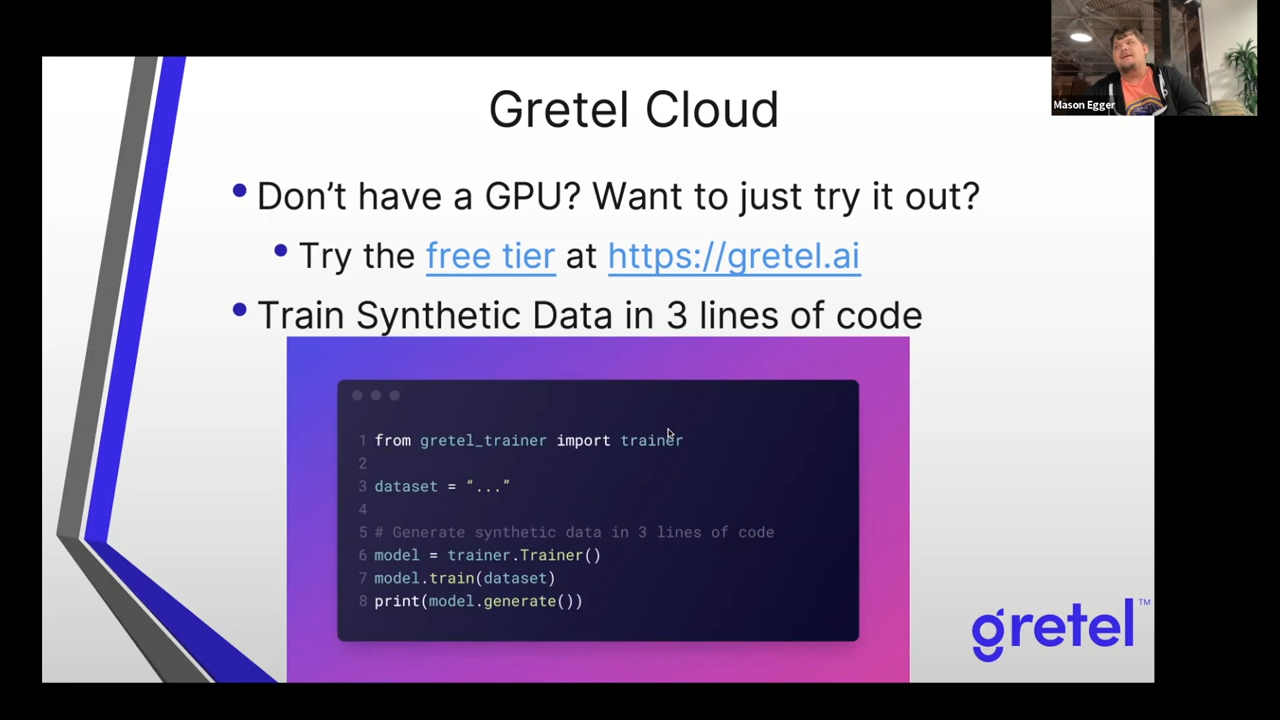 Gretel Cloud
Mason Egger
• Don’t have a GPU? Want to just try it out?
• Try the free tier at https://gretel.ai
• Train Synthetic Data in 3 lines of code
1 from gretel_trainer import trainer
2
3 dataset = “...”
4
5 # Generate synthetic data in 3 lines of code
6 model = trainer.Trainer()
7 model.train(dataset)
8 print(model.generate())
gretel™